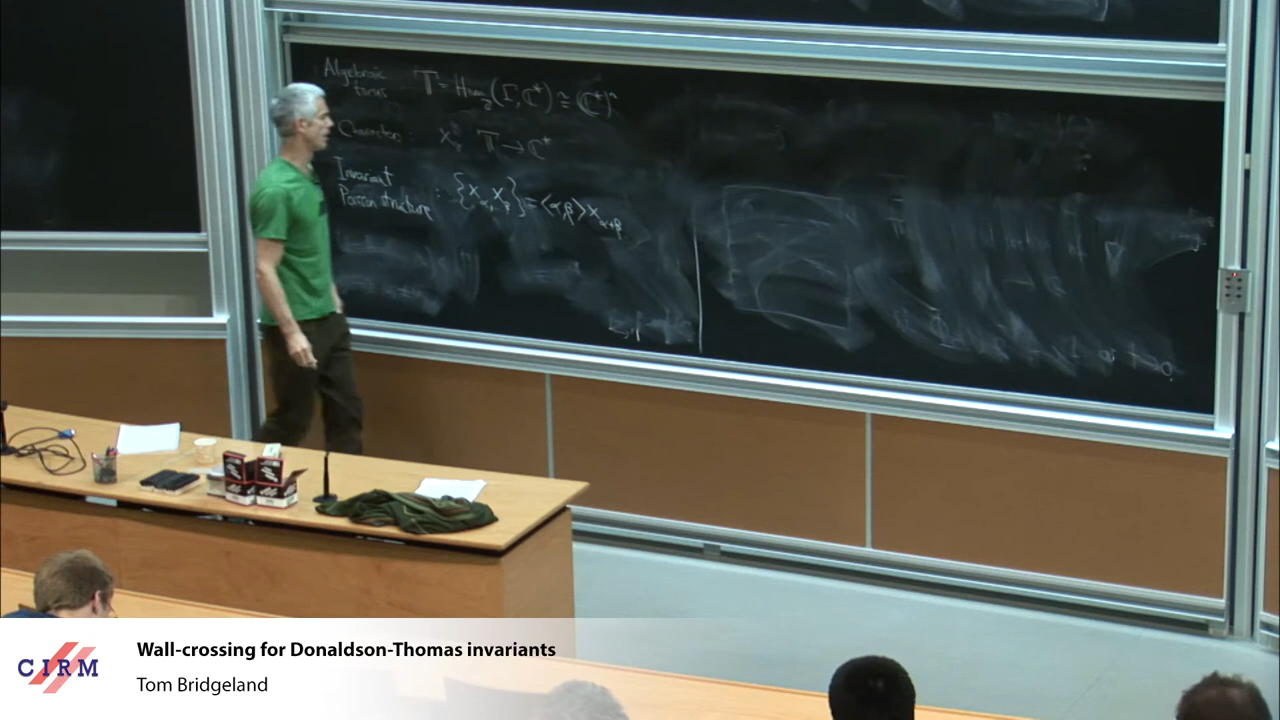 Algebraic
torus
𝕋 = Hom_ℤ(Γ, ℂ*) ≅ (ℂ*)ⁿ
Characters: X_γ : 𝕋 → ℂ*
Invariant
Poisson structure : {X_α, X_β} = <α,β> X_{α+β}
CIRM
Wall-crossing for Donaldson-Thomas invariants
Tom Bridgeland